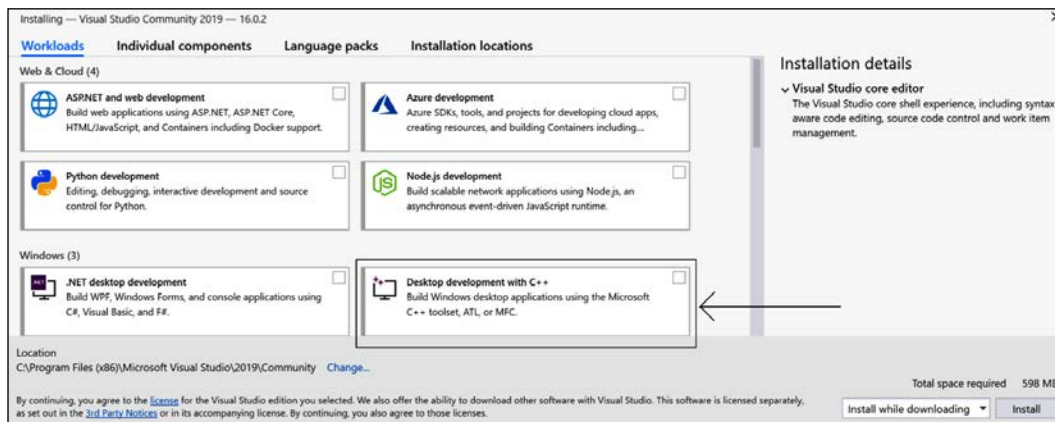 Installing — Visual Studio Community 2019 — 16.0.2
Workloads Individual components Language packs Installation locations
Web & Cloud (4)
ASP.NET and web development
Build web applications using ASP.NET, ASP.NET Core,
HTML/JavaScript, and Containers including Docker support.
Azure development
Azure SDKs, tools, and projects for developing cloud apps,
creating resources, and building Containers including...
Python development
Editing, debugging, interactive development and source
control for Python.
Node.js development
Build scalable network applications using Node.js, an
asynchronous event-driven JavaScript runtime.
Windows (3)
.NET desktop development
Build WPF, Windows Forms, and console applications using
C#, Visual Basic, and F#.
Desktop development with C++
Build Windows desktop applications using the Microsoft
C++ toolset, ATL, or MFC.
Installation details
Visual Studio core editor
The Visual Studio core shell experience, including syntax
aware code editing, source code control and work item
management.
Location
C:\Program Files (x86)\Microsoft Visual Studio\2019\Community Change...
By continuing, you agree to the license for the Visual Studio edition you selected. We also offer the ability to download other software with Visual Studio. This software is licensed separately,
as set out in the 3rd Party Notices or in its accompanying license. By continuing, you also agree to those licenses.
Total space required 598 MB
Install while downloading Install